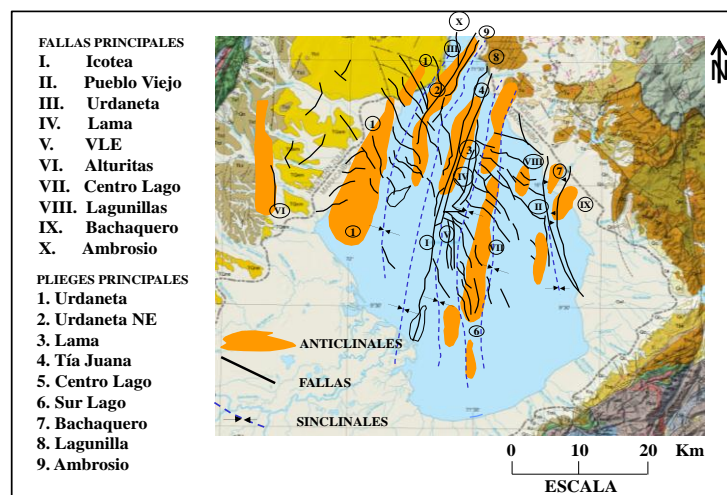 FALLAS PRINCIPALES
I. Icotea
II. Pueblo Viejo
III. Urdaneta
IV. Lama
V. VLE
VI. Alturitas
VII. Centro Lago
VIII. Lagunillas
IX. Bachaquero
X. Ambrosio
PLIEGES PRINCIPALES
1. Urdaneta
2. Urdaneta NE
3. Lama
4. Tía Juana
5. Centro Lago
6. Sur Lago
7. Bachaquero
8. Lagunilla
9. Ambrosio
X
9
III
1
8
2
4
1
3
VIII
7
IV
VI
II
IX
1
I
V
VII
6
ANTICLINALES
FALLAS
SINCLINALES
N
0 10 20 Km
ESCALA